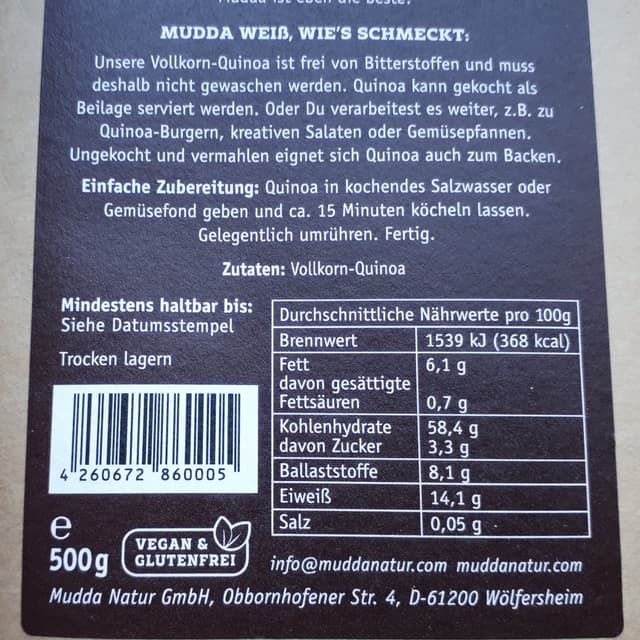 Mudda ist eben die beste.
MUDDA WEIß, WIE'S SCHMECKT:
Unsere Vollkorn-Quinoa ist frei von Bitterstoffen und muss
deshalb nicht gewaschen werden. Quinoa kann gekocht als
Beilage serviert werden. Oder Du verarbeitest es weiter, z.B. zu
Quinoa-Burgern, kreativen Salaten oder Gemüsepfannen.
Ungekocht und vermahlen eignet sich Quinoa auch zum Backen.
Einfache Zubereitung: Quinoa in kochendes Salzwasser oder
Gemüsefond geben und ca. 15 Minuten köcheln lassen.
Gelegentlich umrühren. Fertig.
Zutaten: Vollkorn-Quinoa
Mindestens haltbar bis:
Siehe Datumsstempel
Trocken lagern
4 260672 860005
Durchschnittliche Nährwerte pro 100g
Brennwert 1539 kJ (368 kcal)
Fett 6,1 g
davon gesättigte
Fettsäuren 0,7 g
Kohlenhydrate 58,4 g
davon Zucker 3,3 g
Ballaststoffe 8,1 g
Eiweiß 14,1 g
Salz 0,05 g
e
500g
VEGAN &
GLUTENFREI
info@muddanatur.com muddanatur.com
Mudda Natur GmbH, Obbornhofener Str. 4, D-61200 Wölfersheim